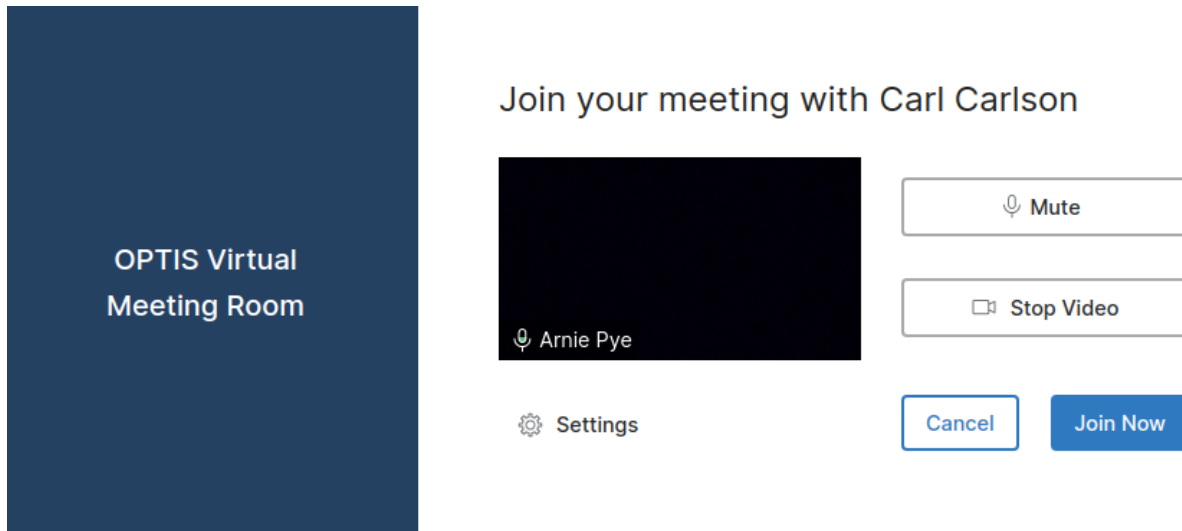 OPTIS Virtual
Meeting Room
Join your meeting with Carl Carlson
Arnie Pye
Mute
Stop Video
Settings
Cancel
Join Now